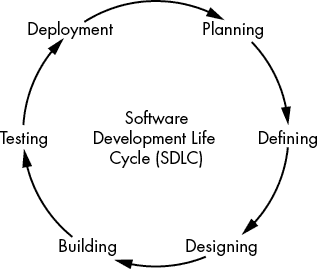 Deployment
Planning
Software
Development Life
Cycle (SDLC)
Testing
Defining
Building
Designing